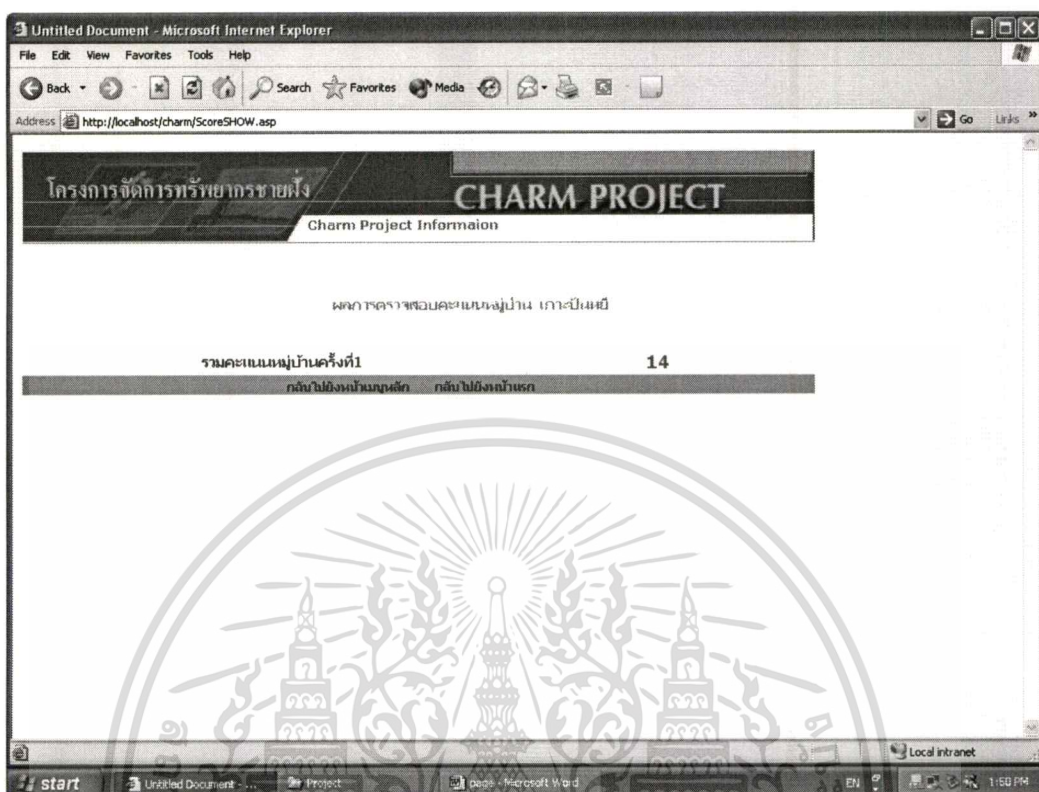 Untitled Document - Microsoft Internet Explorer
File Edit View Favorites Tools Help
Back Search Favorites Media
Address http://localhost/charm/ScoreSHOW.asp Go Links »
โครงการจัดการทรัพยากรชายฝั่ง
CHARM PROJECT
Charm Project Informaion
ผลการตรวจสอบคะแนนหมู่บ้าน เกาะปันหยี
รวมคะแนนหมู่บ้านครั้งที่1 14
กลับไปยังหน้าเมนูหลัก กลับไปยังหน้าแรก
Local intranet
start Untitled Document - ... Project page - Microsoft Word EN 1:50 PM